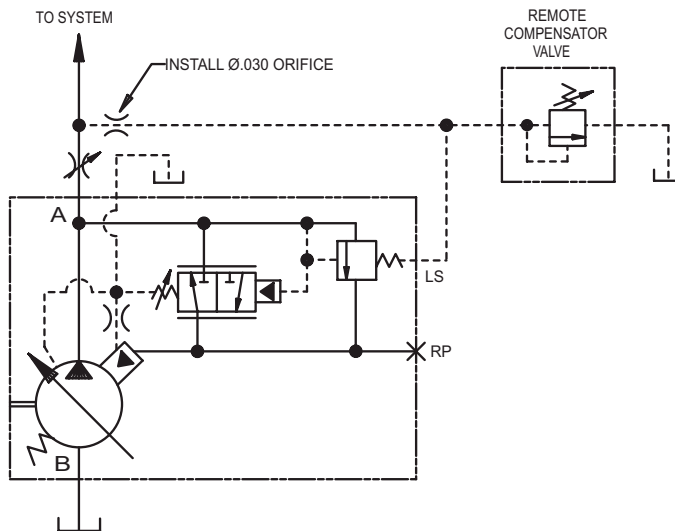 TO SYSTEM
REMOTE
COMPENSATOR
VALVE
INSTALL Ø.030 ORIFICE
A
LS
RP
B